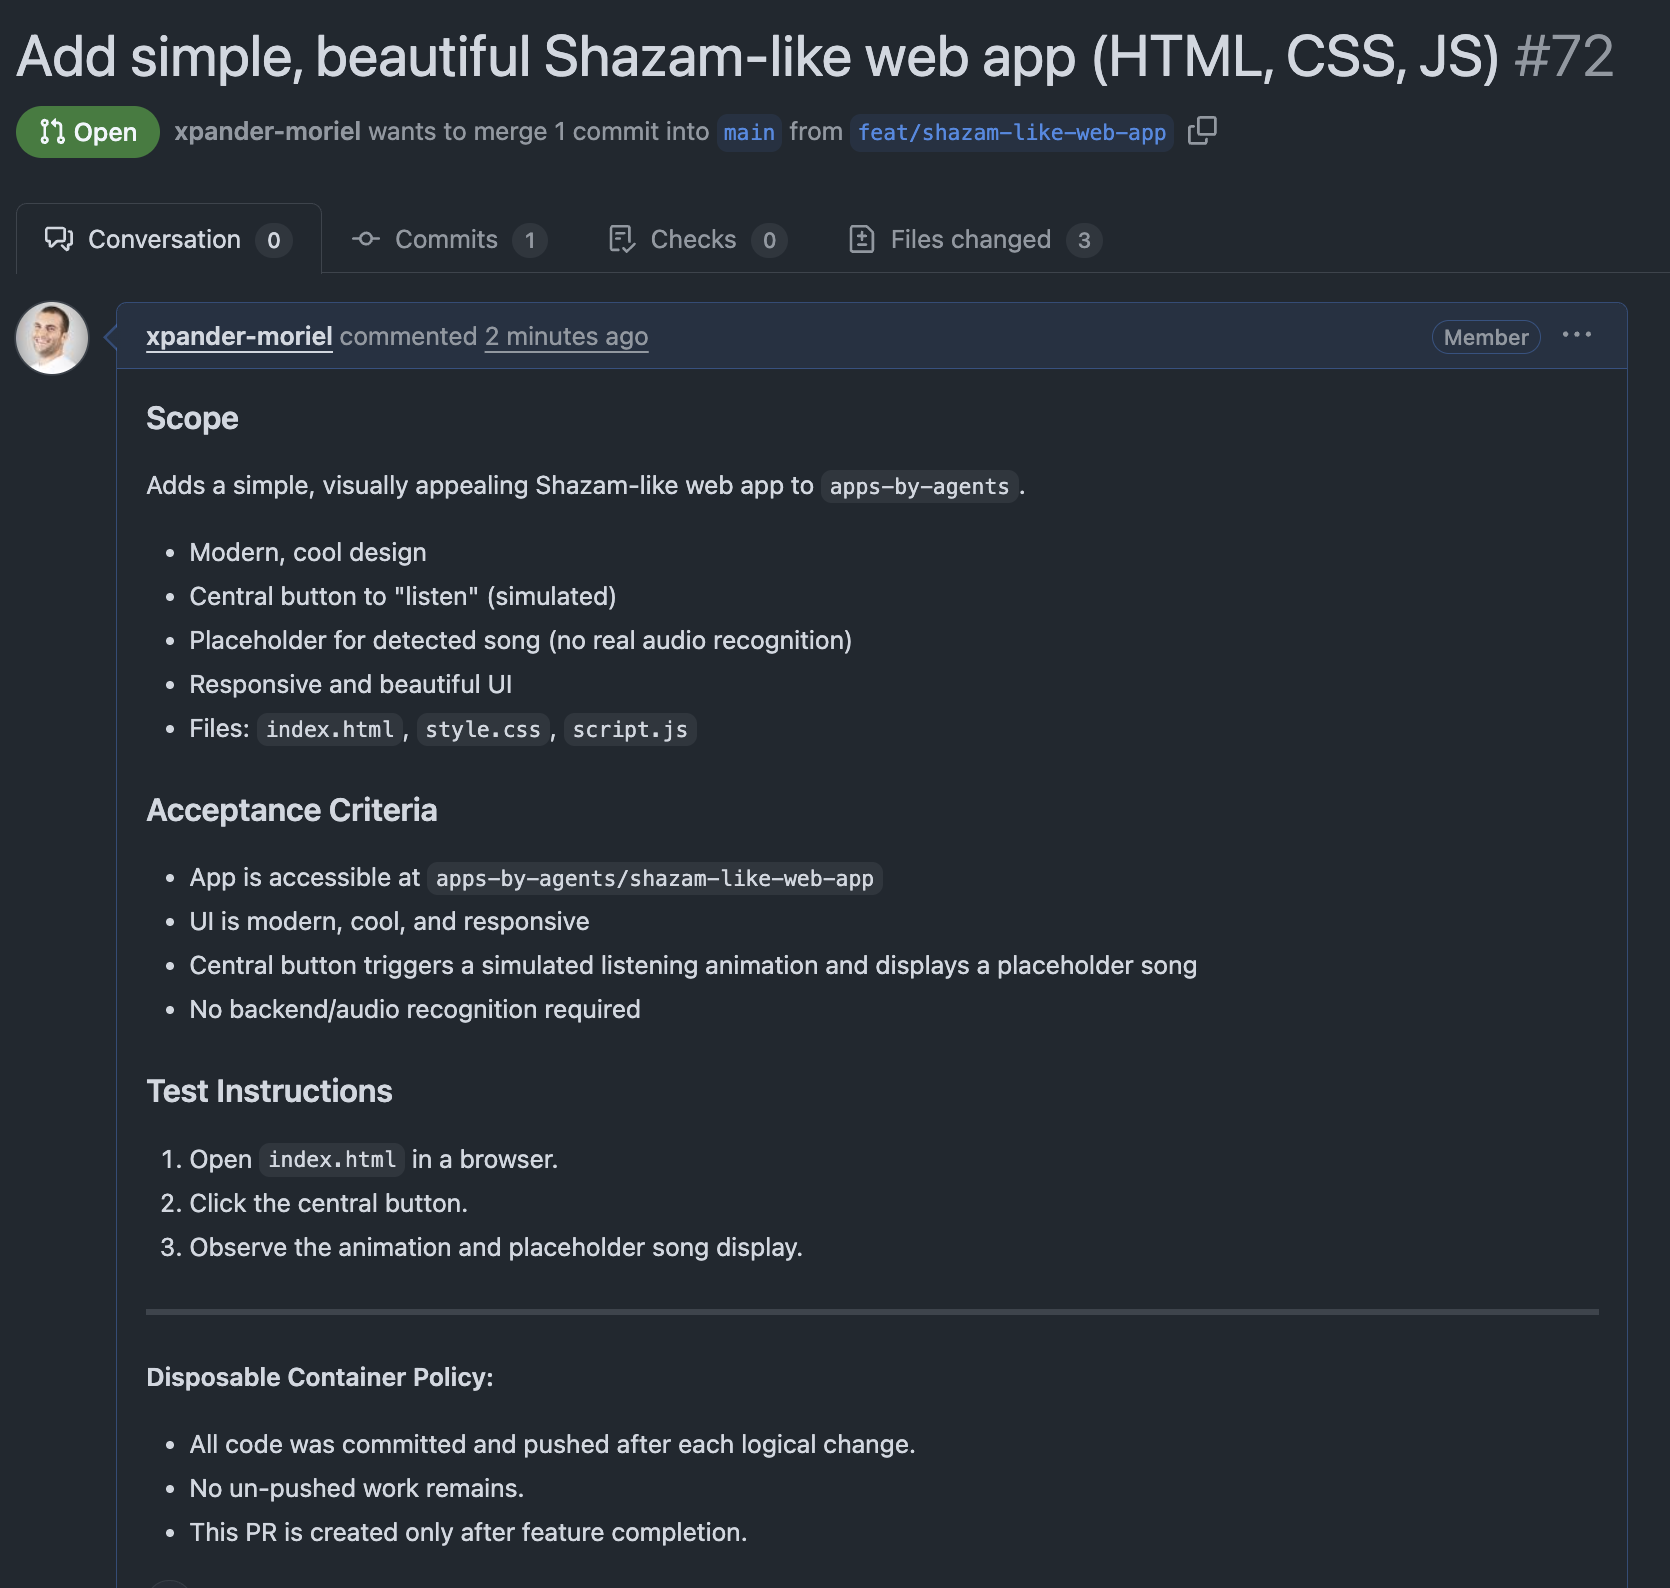 Add simple, beautiful Shazam-like web app (HTML, CSS, JS) #72
Open xpander-moriel wants to merge 1 commit into main from feat/shazam-like-web-app
Conversation 0 Commits 1 Checks 0 Files changed 3
xpander-moriel commented 2 minutes ago Member
Scope
Adds a simple, visually appealing Shazam-like web app to apps-by-agents.
• Modern, cool design
• Central button to "listen" (simulated)
• Placeholder for detected song (no real audio recognition)
• Responsive and beautiful UI
• Files: index.html, style.css, script.js
Acceptance Criteria
• App is accessible at apps-by-agents/shazam-like-web-app
• UI is modern, cool, and responsive
• Central button triggers a simulated listening animation and displays a placeholder song
• No backend/audio recognition required
Test Instructions
1. Open index.html in a browser.
2. Click the central button.
3. Observe the animation and placeholder song display.
Disposable Container Policy:
• All code was committed and pushed after each logical change.
• No un-pushed work remains.
• This PR is created only after feature completion.